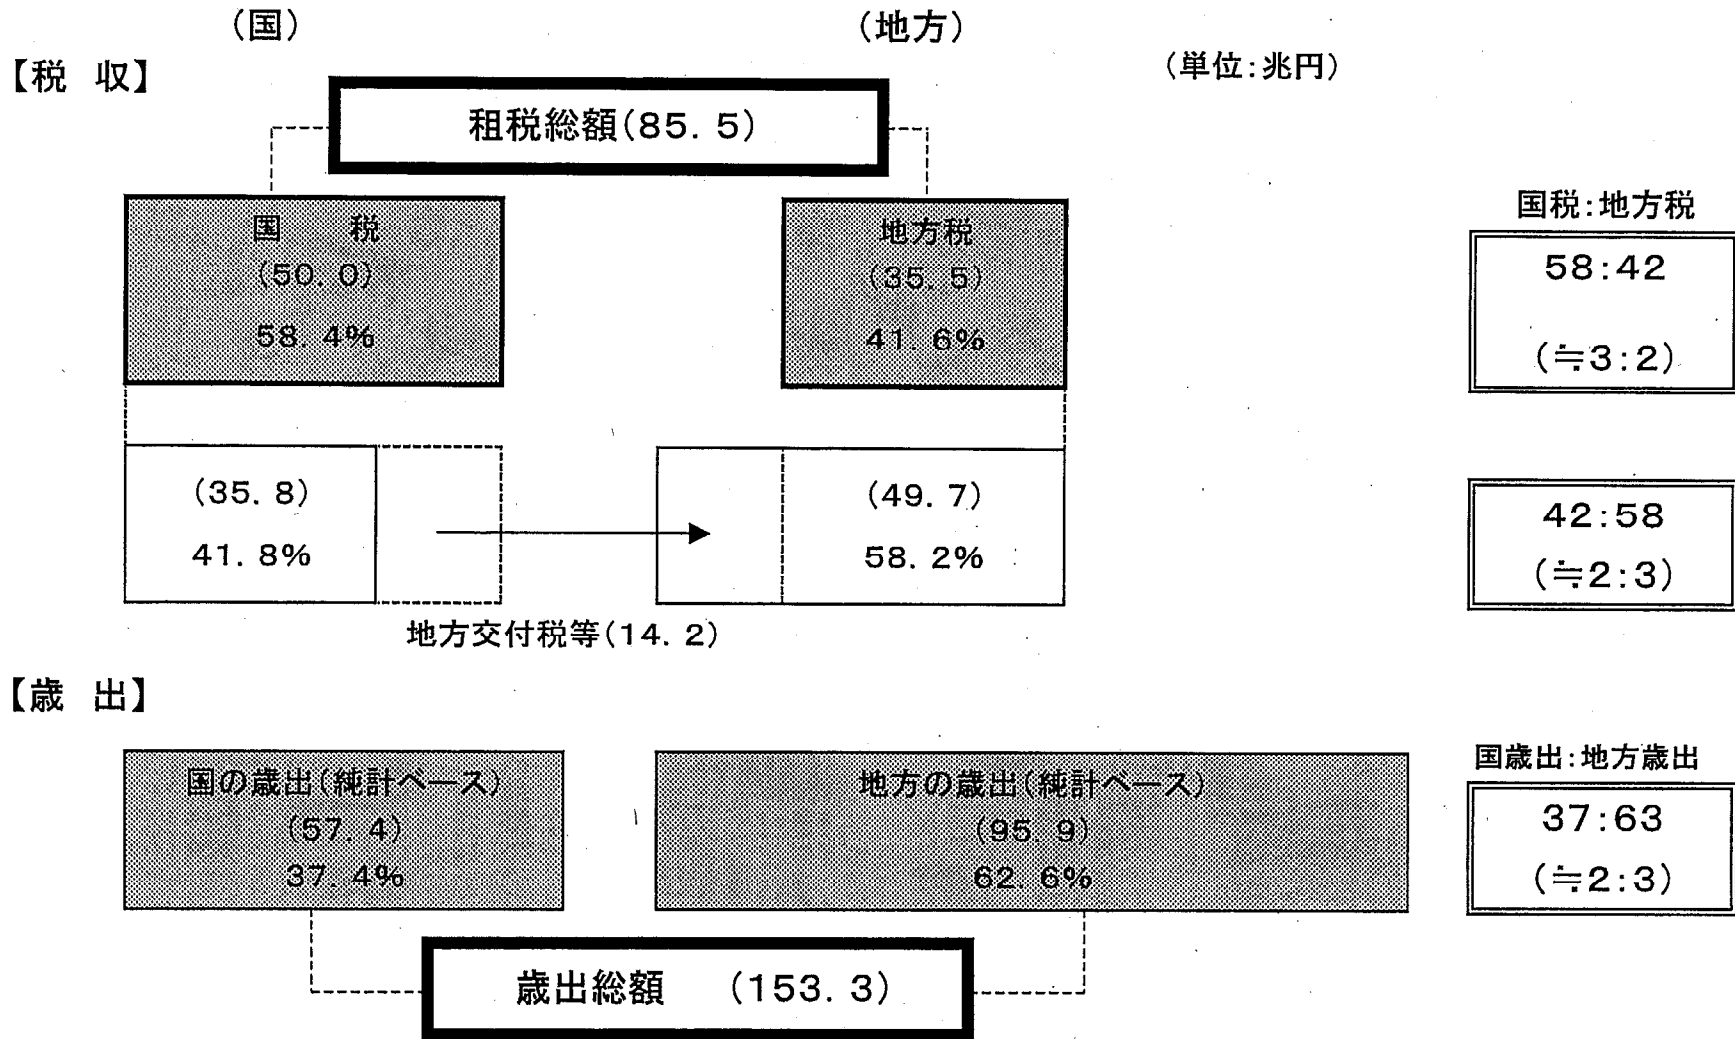 （国）
（地方）
【税　収】
（単位：兆円）
租税総額（８５．５）
国　税
（５０．０）
５８．４％
地方税
（３５．５）
４１．６％
国税：地方税
５８：４２
（≒３：２）
（３５．８）
４１．８％
（４９．７）
５８．２％
４２：５８
（≒２：３）
地方交付税等（１４．２）
【歳　出】
国の歳出（純計ベース）
（５７．４）
３７．４％
地方の歳出（純計ベース）
（９５．９）
６２．６％
国歳出：地方歳出
３７：６３
（≒２：３）
歳出総額　（１５３．３）